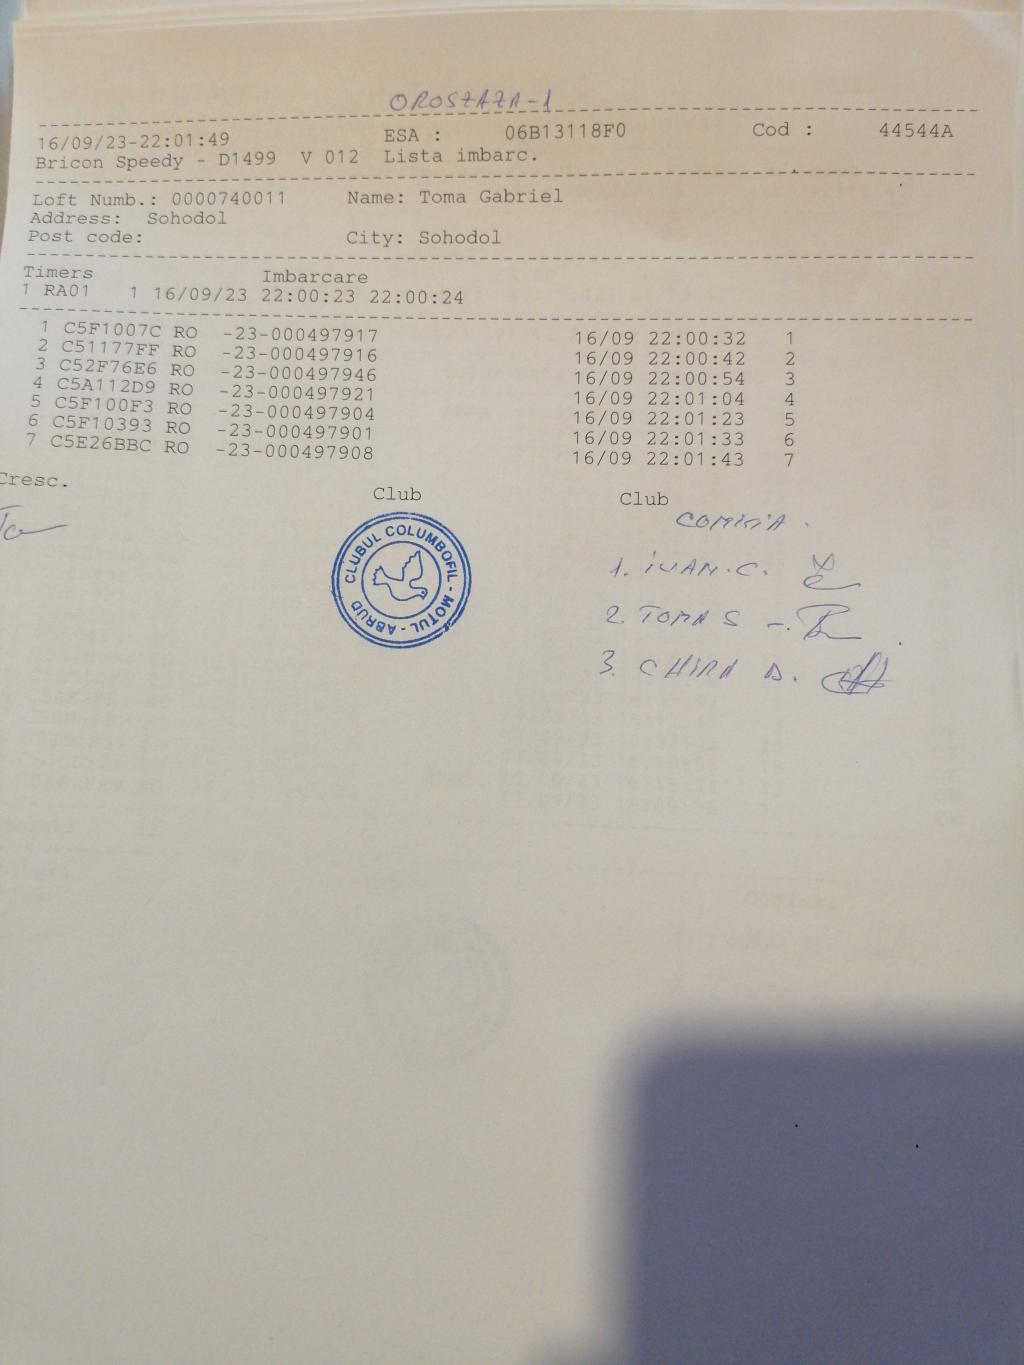 OROSZAZA-1
16/09/23-22:01:49 ESA : 06B13118F0 Cod : 44544A
Bricon Speedy - D1499 V 012 Lista imbarc.
Loft Numb.: 0000740011 Name: Toma Gabriel
Address: Sohodol
Post code: City: Sohodol
Timers Imbarcare
1 RA01 1 16/09/23 22:00:23 22:00:24
1 C5F1007C RO -23-000497917 16/09 22:00:32 1
2 C51177FF RO -23-000497916 16/09 22:00:42 2
3 C52F76E6 RO -23-000497946 16/09 22:00:54 3
4 C5A112D9 RO -23-000497921 16/09 22:01:04 4
5 C5F100F3 RO -23-000497904 16/09 22:01:23 5
6 C5F10393 RO -23-000497901 16/09 22:01:33 6
7 C5E26BBC RO -23-000497908 16/09 22:01:43 7
Cresc. Club Club
CLUBUL COLUMBOFIL - MOTUL - ABRUD
1. IVAN.C.
2. TOMA S
3. CHIRA D.